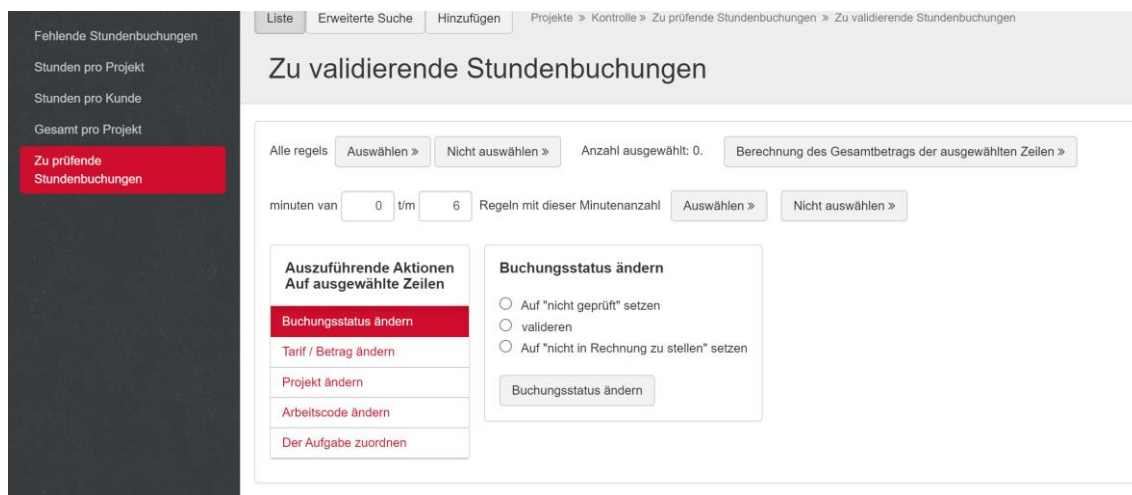 Liste Erweiterte Suche Hinzufügen Projekte » Kontrolle » Zu prüfende Stundenbuchungen » Zu validierende Stundenbuchungen
Fehlende Stundenbuchungen
Stunden pro Projekt
Stunden pro Kunde
Gesamt pro Projekt
Zu prüfende
Stundenbuchungen
Zu validierende Stundenbuchungen
Alle regels Auswählen » Nicht auswählen » Anzahl ausgewählt: 0. Berechnung des Gesamtbetrags der ausgewählten Zeilen »
minuten van 0 t/m 6 Regeln mit dieser Minutenanzahl Auswählen » Nicht auswählen »
Auszuführende Aktionen
Auf ausgewählte Zeilen
Buchungsstatus ändern
Tarif / Betrag ändern
Projekt ändern
Arbeitscode ändern
Der Aufgabe zuordnen
Buchungsstatus ändern
Auf "nicht geprüft" setzen
valideren
Auf "nicht in Rechnung zu stellen" setzen
Buchungsstatus ändern